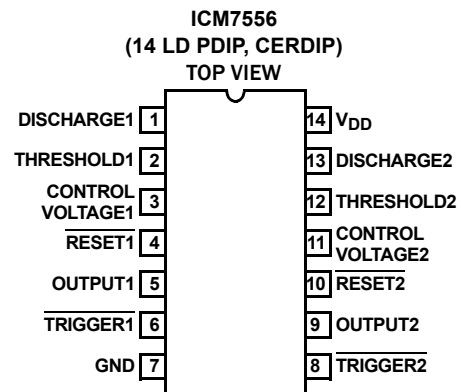 ICM7556
(14 LD PDIP, CERDIP)
TOP VIEW
DISCHARGE1 1
THRESHOLD1 2
CONTROL
VOLTAGE1 3
RESET1 4
OUTPUT1 5
TRIGGER1 6
GND 7
14 VDD
13 DISCHARGE2
12 THRESHOLD2
11 CONTROL
VOLTAGE2
10 RESET2
9 OUTPUT2
8 TRIGGER2